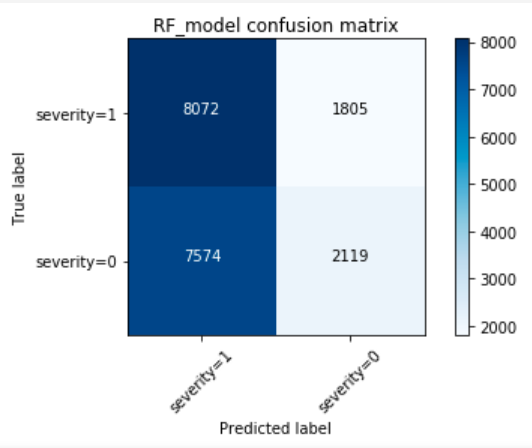 RF_model confusion matrix
True label
severity=1
8072
1805
severity=0
7574
2119
severity=1
severity=0
Predicted label
8000
7000
6000
5000
4000
3000
2000